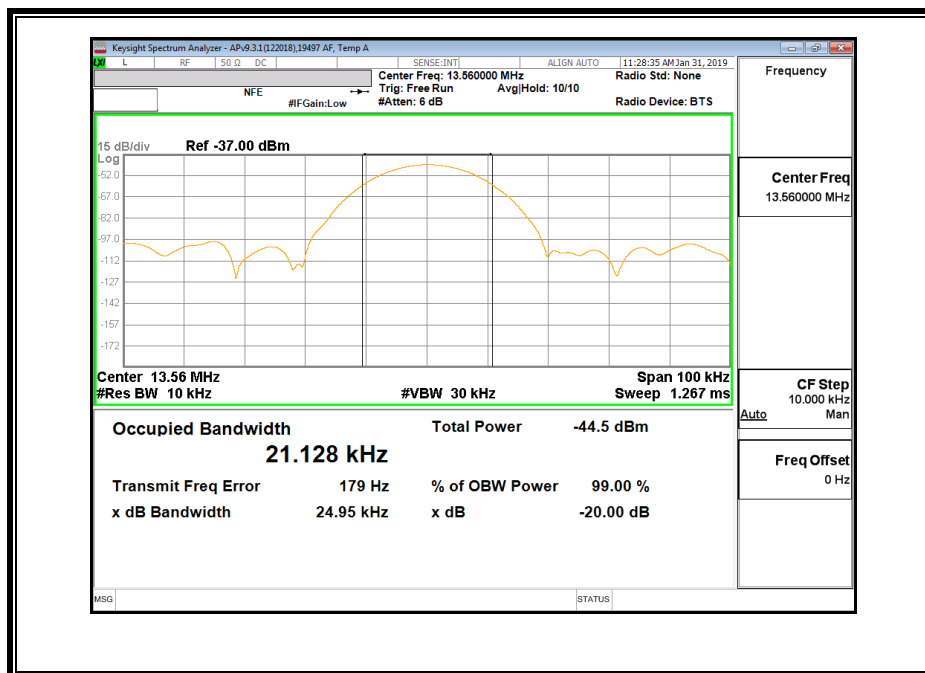 Keysight Spectrum Analyzer - APv9.3.1(122018),19497 AF, Temp A
LXI L RF 50 Ω DC SENSE:INT ALIGN AUTO 11:28:35 AM Jan 31, 2019
Center Freq: 13.560000 MHz Radio Std: None
NFE Trig: Free Run Avg|Hold: 10/10
#IFGain:Low #Atten: 6 dB Radio Device: BTS
15 dB/div Ref -37.00 dBm
Log
-52.0
-67.0
-82.0
-97.0
-112
-127
-142
-157
-172
Center 13.56 MHz Span 100 kHz
#Res BW 10 kHz #VBW 30 kHz Sweep 1.267 ms
Occupied Bandwidth Total Power -44.5 dBm
21.128 kHz
Transmit Freq Error 179 Hz % of OBW Power 99.00 %
x dB Bandwidth 24.95 kHz x dB -20.00 dB
MSG STATUS
Frequency
Center Freq
13.560000 MHz
CF Step
10.000 kHz
Auto Man
Freq Offset
0 Hz